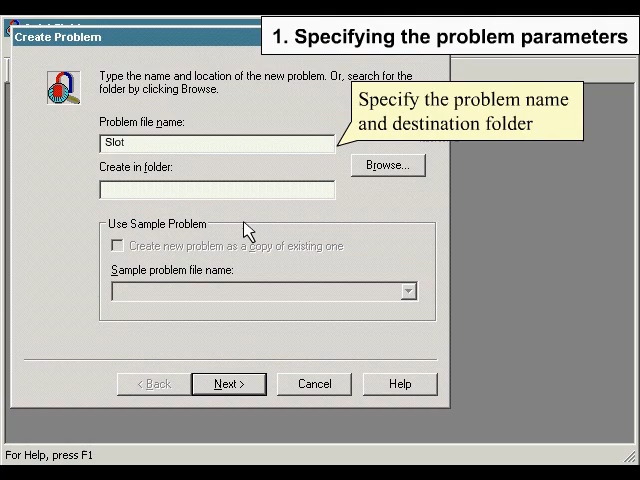 1. Specifying the problem parameters
Create Problem
Type the name and location of the new problem. Or, search for the
folder by clicking Browse.
Specify the problem name
and destination folder
Problem file name:
Slot
Create in folder:
Browse...
Use Sample Problem
Create new problem as a copy of existing one
Sample problem file name:
< Back
Next >
Cancel
Help
For Help, press F1